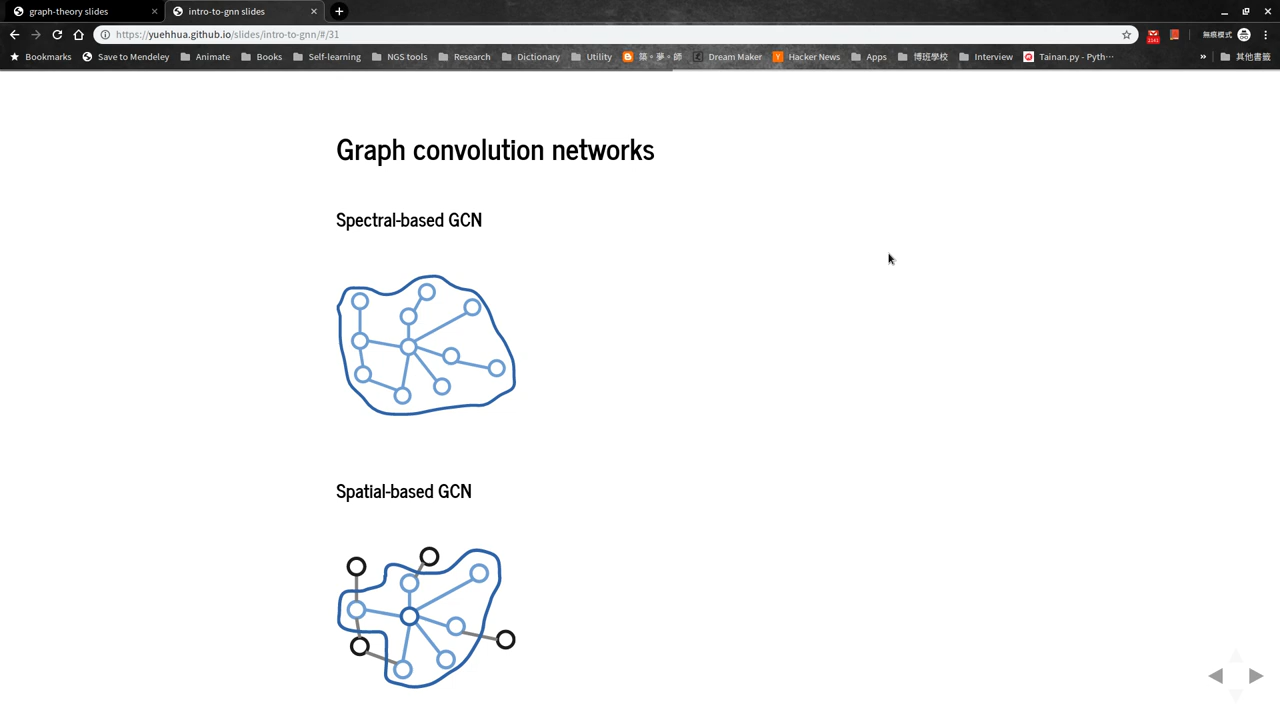 graph-theory slides
intro-to-gnn slides
https://yuehhua.github.io/slides/intro-to-gnn/#/31
無痕模式
Bookmarks Save to Mendeley Animate Books Self-learning NGS tools Research Dictionary Utility 築。夢。師 Dream Maker Hacker News Apps 博班學校 Interview Tainan.py - Pyth… » 其他書籤
Graph convolution networks
Spectral-based GCN
Spatial-based GCN